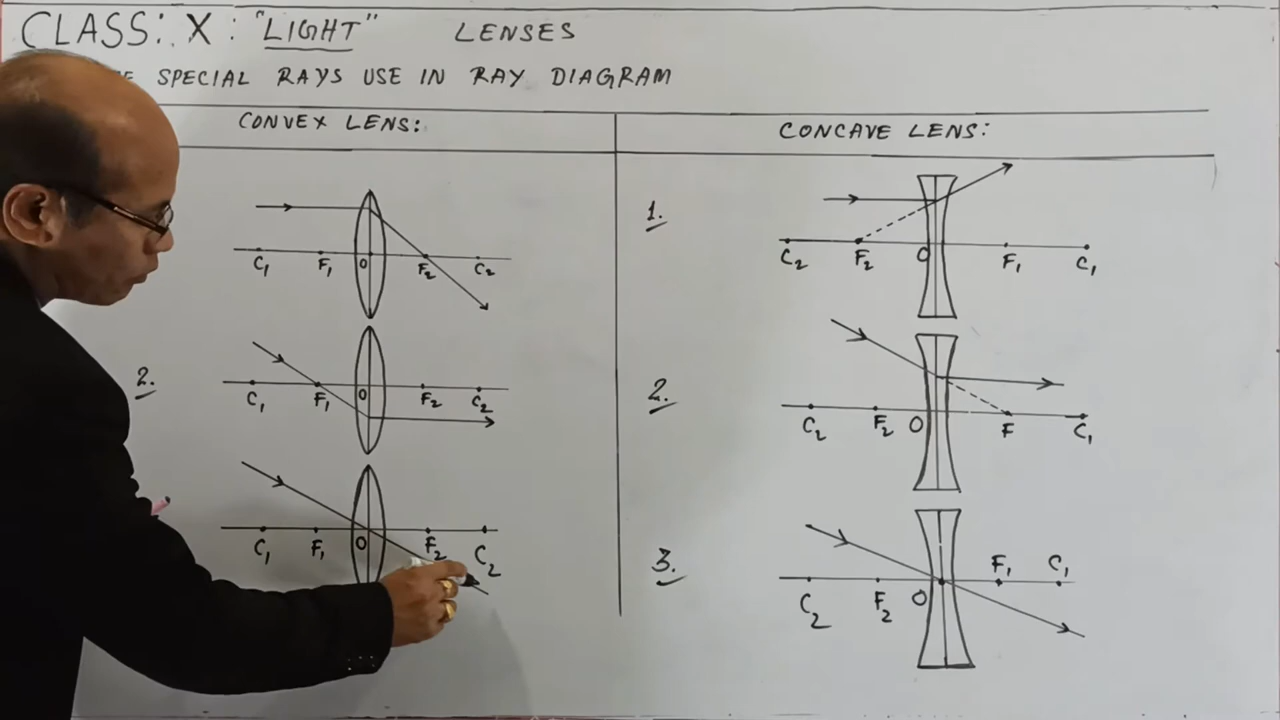 CLASS: X : "LIGHT" LENSES
SPECIAL RAYS USE IN RAY DIAGRAM
CONVEX LENS:
C₁ F₁ O F₂ C₂
2.
C₁ F₁ O F₂ C₂
C₁ F₁ O F₂ C₂
CONCAVE LENS:
1.
C₂ F₂ O F₁ C₁
2.
C₂ F₂ O F C₁
3.
C₂ F₂ O F₁ C₁